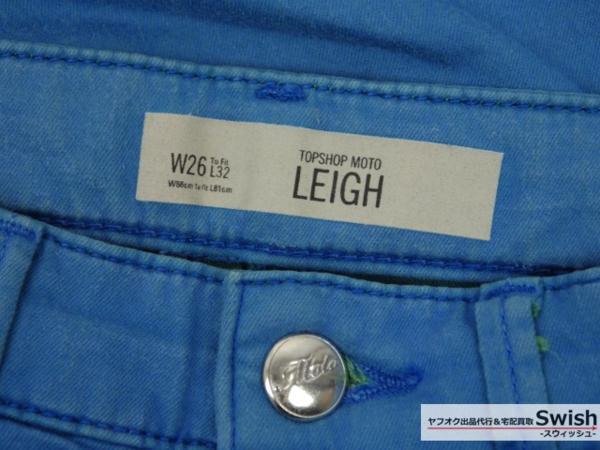 W26 To Fit L32
W66cm to fit L81cm
TOPSHOP MOTO
LEIGH
Moto
ヤフオク出品代行&宅配買取 Swish
-スウィッシュ-